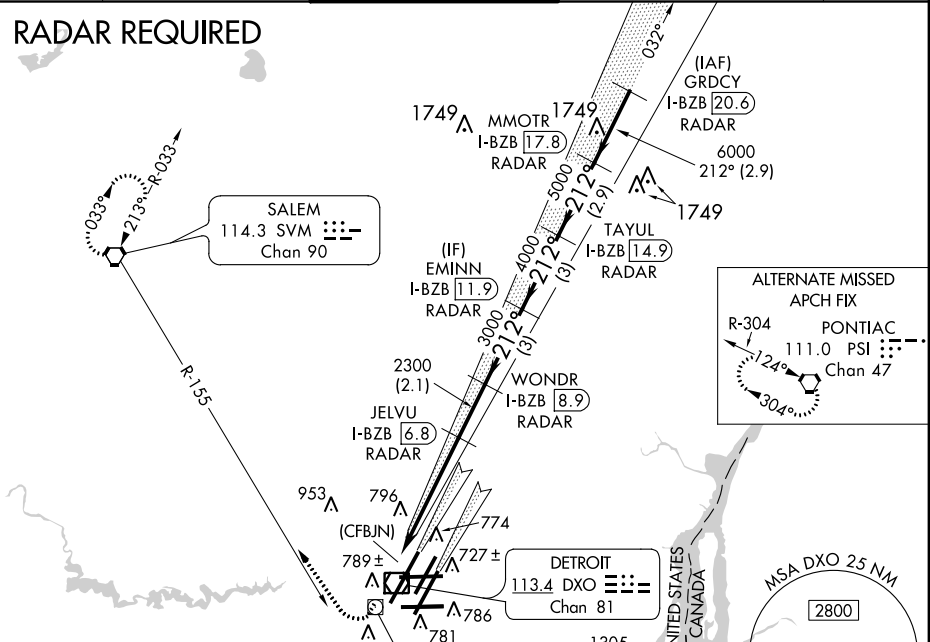 RADAR REQUIRED
032°
(IAF)
GRDCY
I-BZB 20.6
RADAR
1749
1749
MMOTR
I-BZB 17.8
RADAR
6000
212° (2.9)
R-033
033°
213°
5000
212°
(2.9)
1749
SALEM
114.3 SVM
Chan 90
TAYUL
I-BZB 14.9
RADAR
(IF)
EMINN
I-BZB 11.9
RADAR
4000
212°
(3)
ALTERNATE MISSED
APCH FIX
R-304
PONTIAC
111.0 PSI
Chan 47
124°
304°
3000
212°
(3)
R-155
2300
(2.1)
WONDR
I-BZB 8.9
RADAR
JELVU
I-BZB 6.8
RADAR
953
796
774
(CFBJN)
789 ±
727 ±
DETROIT
113.4 DXO
Chan 81
786
781
NITED STATES
CANADA
MSA DXO 25 NM
2800
1305